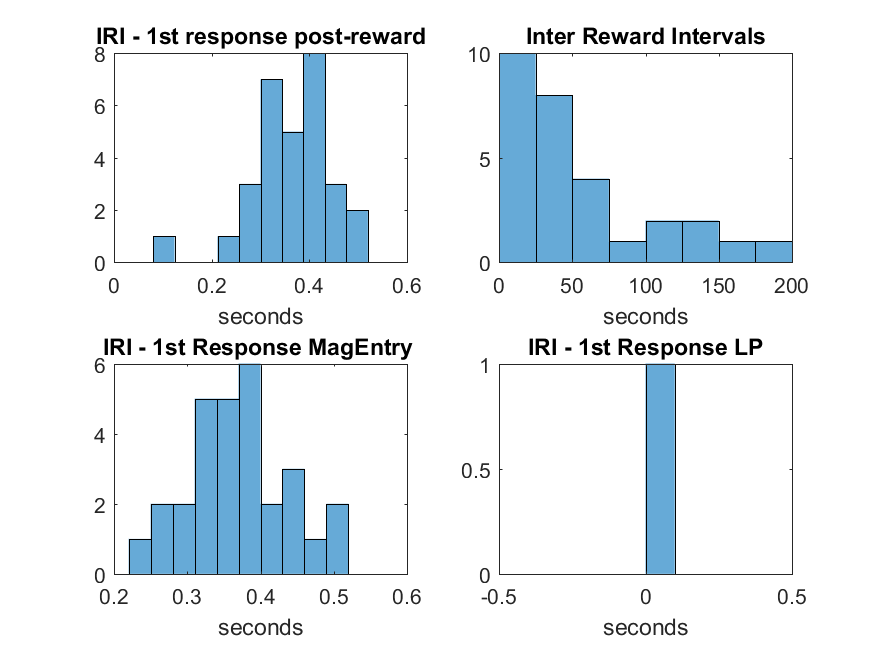 IRI - 1st response post-reward
8
6
4
2
0
0 0.2 0.4 0.6
seconds
Inter Reward Intervals
10
5
0
0 50 100 150 200
seconds
IRI - 1st Response MagEntry
6
4
2
0
0.2 0.3 0.4 0.5 0.6
seconds
IRI - 1st Response LP
1
0.5
0
-0.5 0 0.5
seconds